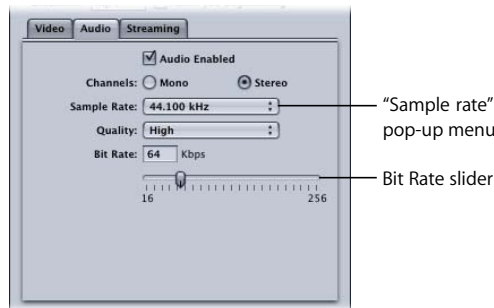 Video Audio Streaming
Audio Enabled
Channels: Mono Stereo
Sample Rate: 44.100 kHz
“Sample rate”
pop-up menu
Quality: High
Bit Rate: 64 Kbps
Bit Rate slider
16 256